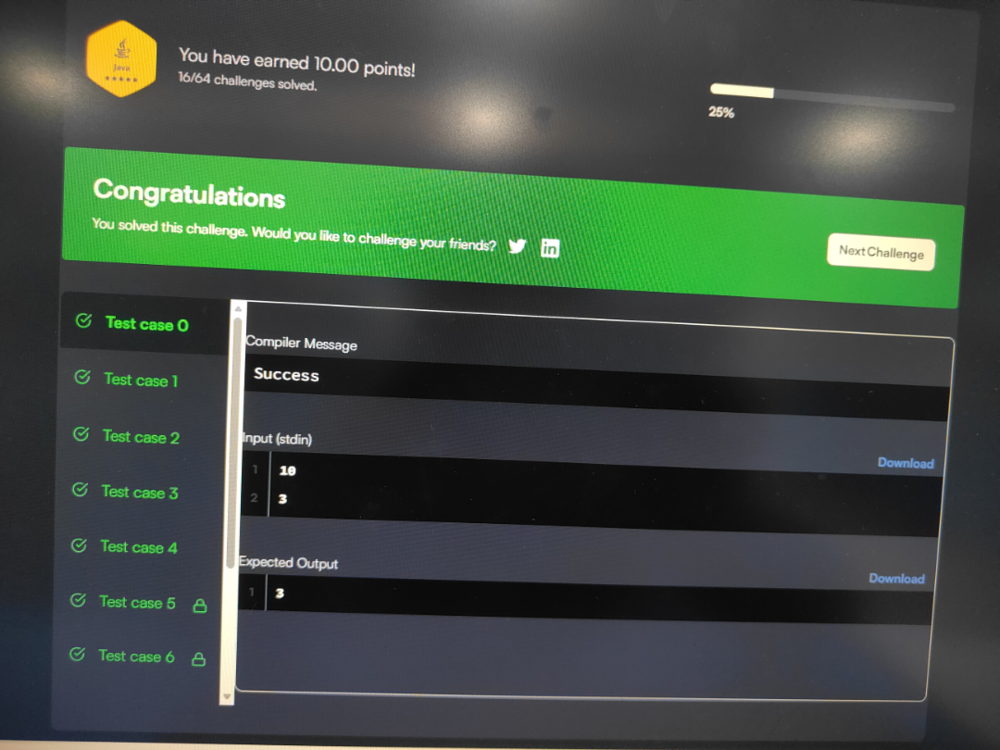 Java
You have earned 10.00 points!
16/64 challenges solved.
25%
Congratulations
You solved this challenge. Would you like to challenge your friends?
in
Next Challenge
Test case 0
Test case 1
Test case 2
Test case 3
Test case 4
Test case 5
Test case 6
Compiler Message
Success
Input (stdin)
Download
1 10
2 3
Expected Output
Download
1 3